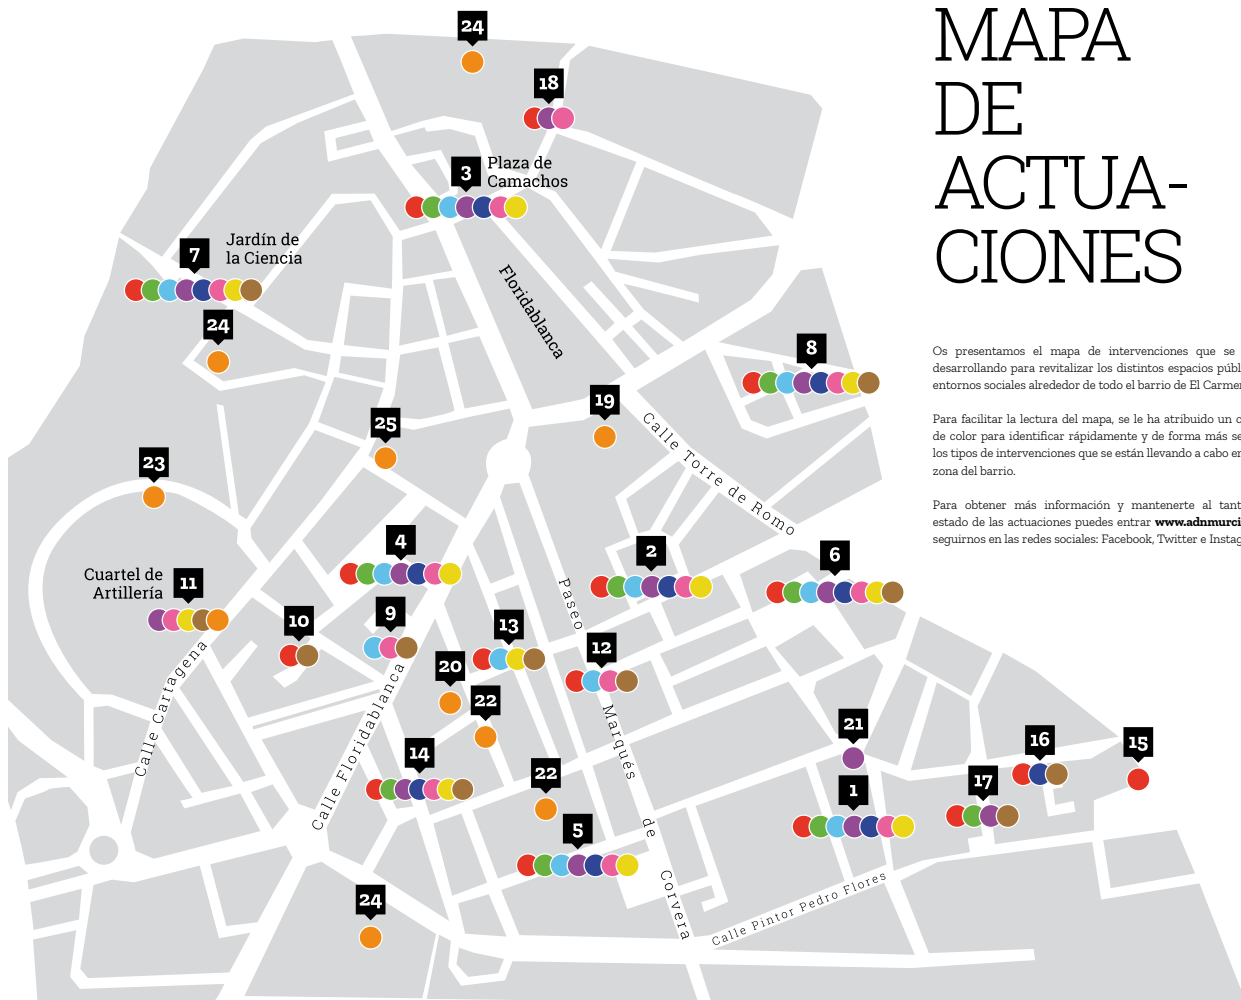 MAPA
DE
ACTUA-
CIONES
Os presentamos el mapa de intervenciones que se
desarrollando para revitalizar los distintos espacios públ
entornos sociales alrededor de todo el barrio de El Carmen
Para facilitar la lectura del mapa, se le ha atribuido un
de color para identificar rápidamente y de forma más
los tipos de intervenciones que se están llevando a cabo en
zona del barrio.
Para obtener más información y mantenerte al
estado de las actuaciones puedes entrar www.adnmurci
seguirnos en las redes sociales: Facebook, Twitter e Instag
24
18
3
Plaza de
Camachos
7
Jardín de
la Ciencia
24
Floridablanca
8
19
25
Calle Torre de Romo
23
4
2
6
Cuartel de
Artillería
11
Paseo
10
9
13
12
20
22
Calle Cartagena
Calle Floridablanca
Marqués
21
16
15
14
22
17
1
5
de
Corvera
Calle Pintor Pedro Flores
24